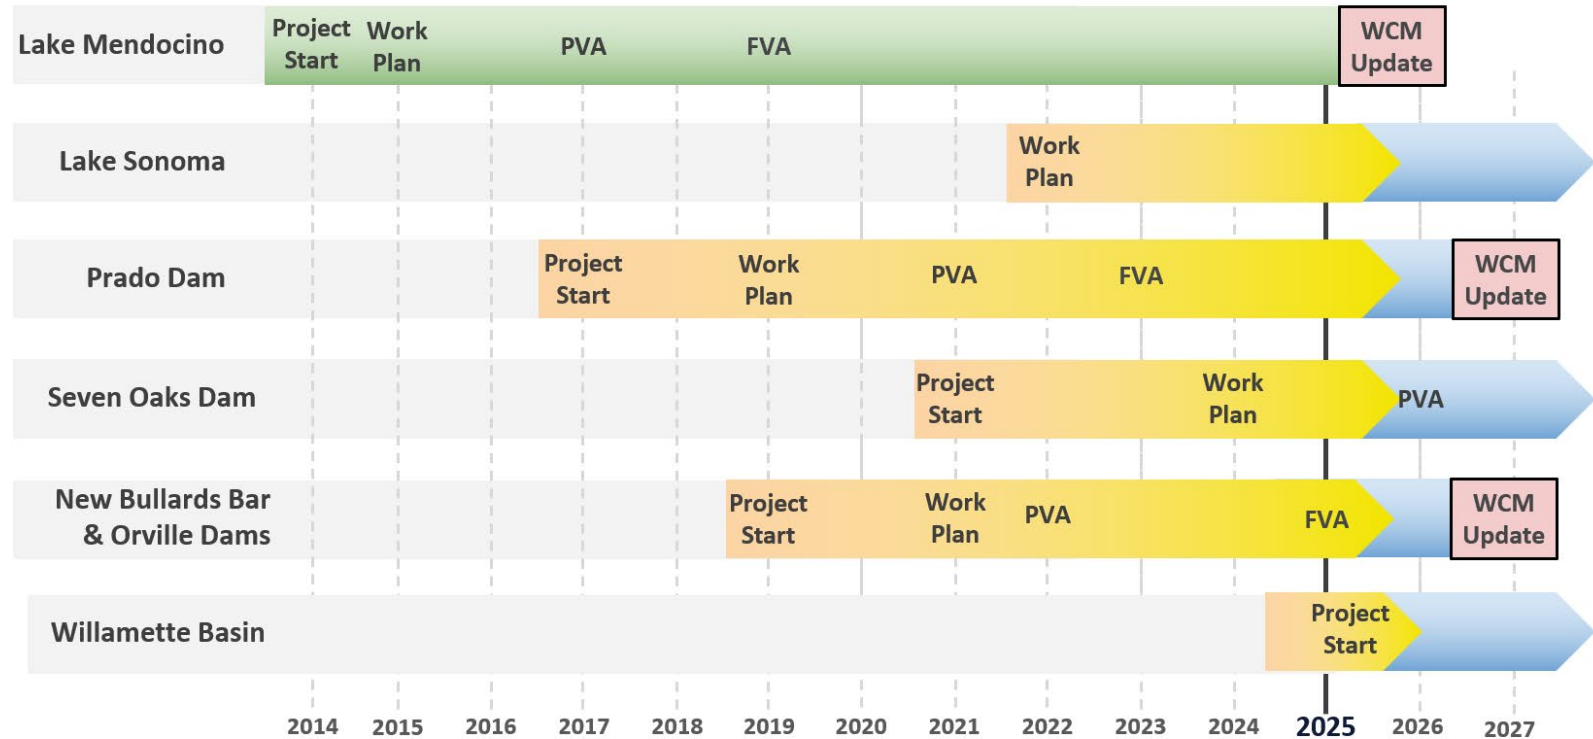 Lake Mendocino
Project
Start
Work
Plan
PVA
FVA
WCM
Update
Lake Sonoma
Work
Plan
Prado Dam
Project
Start
Work
Plan
PVA
FVA
WCM
Update
Seven Oaks Dam
Project
Start
Work
Plan
PVA
New Bullards Bar
& Orville Dams
Project
Start
Work
Plan
PVA
FVA
WCM
Update
Willamette Basin
Project
Start
2014 2015 2016 2017 2018 2019 2020 2021 2022 2023 2024 2025 2026 2027